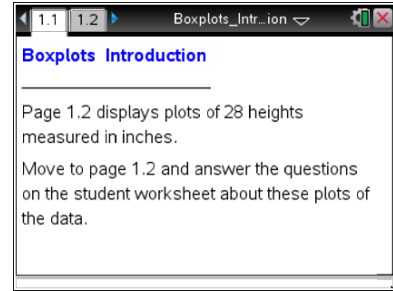 1.1 1.2 Boxplots_Intr...ion
Boxplots Introduction
Page 1.2 displays plots of 28 heights
measured in inches.
Move to page 1.2 and answer the questions
on the student worksheet about these plots of
the data.